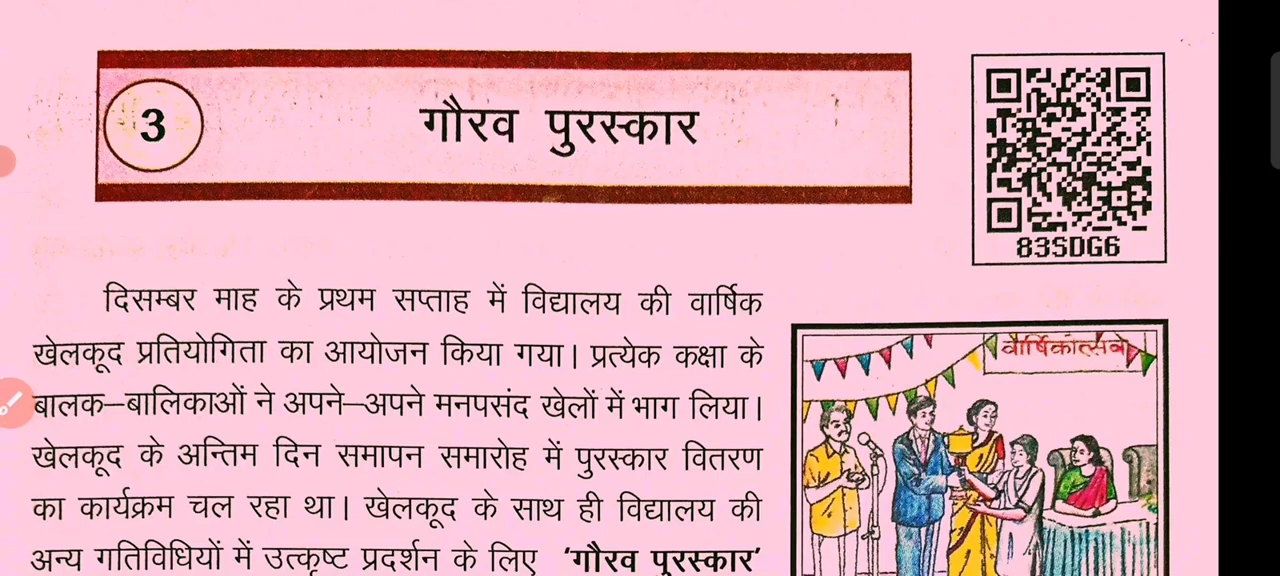 3
गौरव पुरस्कार
83SDG6
दिसम्बर माह के प्रथम सप्ताह में विद्यालय की वार्षिक
खेलकूद प्रतियोगिता का आयोजन किया गया। प्रत्येक कक्षा के
बालक–बालिकाओं ने अपने–अपने मनपसंद खेलों में भाग लिया।
खेलकूद के अन्तिम दिन समापन समारोह में पुरस्कार वितरण
का कार्यक्रम चल रहा था। खेलकूद के साथ ही विद्यालय की
अन्य गतिविधियों में उत्कृष्ट प्रदर्शन के लिए 'गौरव पुरस्कार'
वार्षिकोत्सव